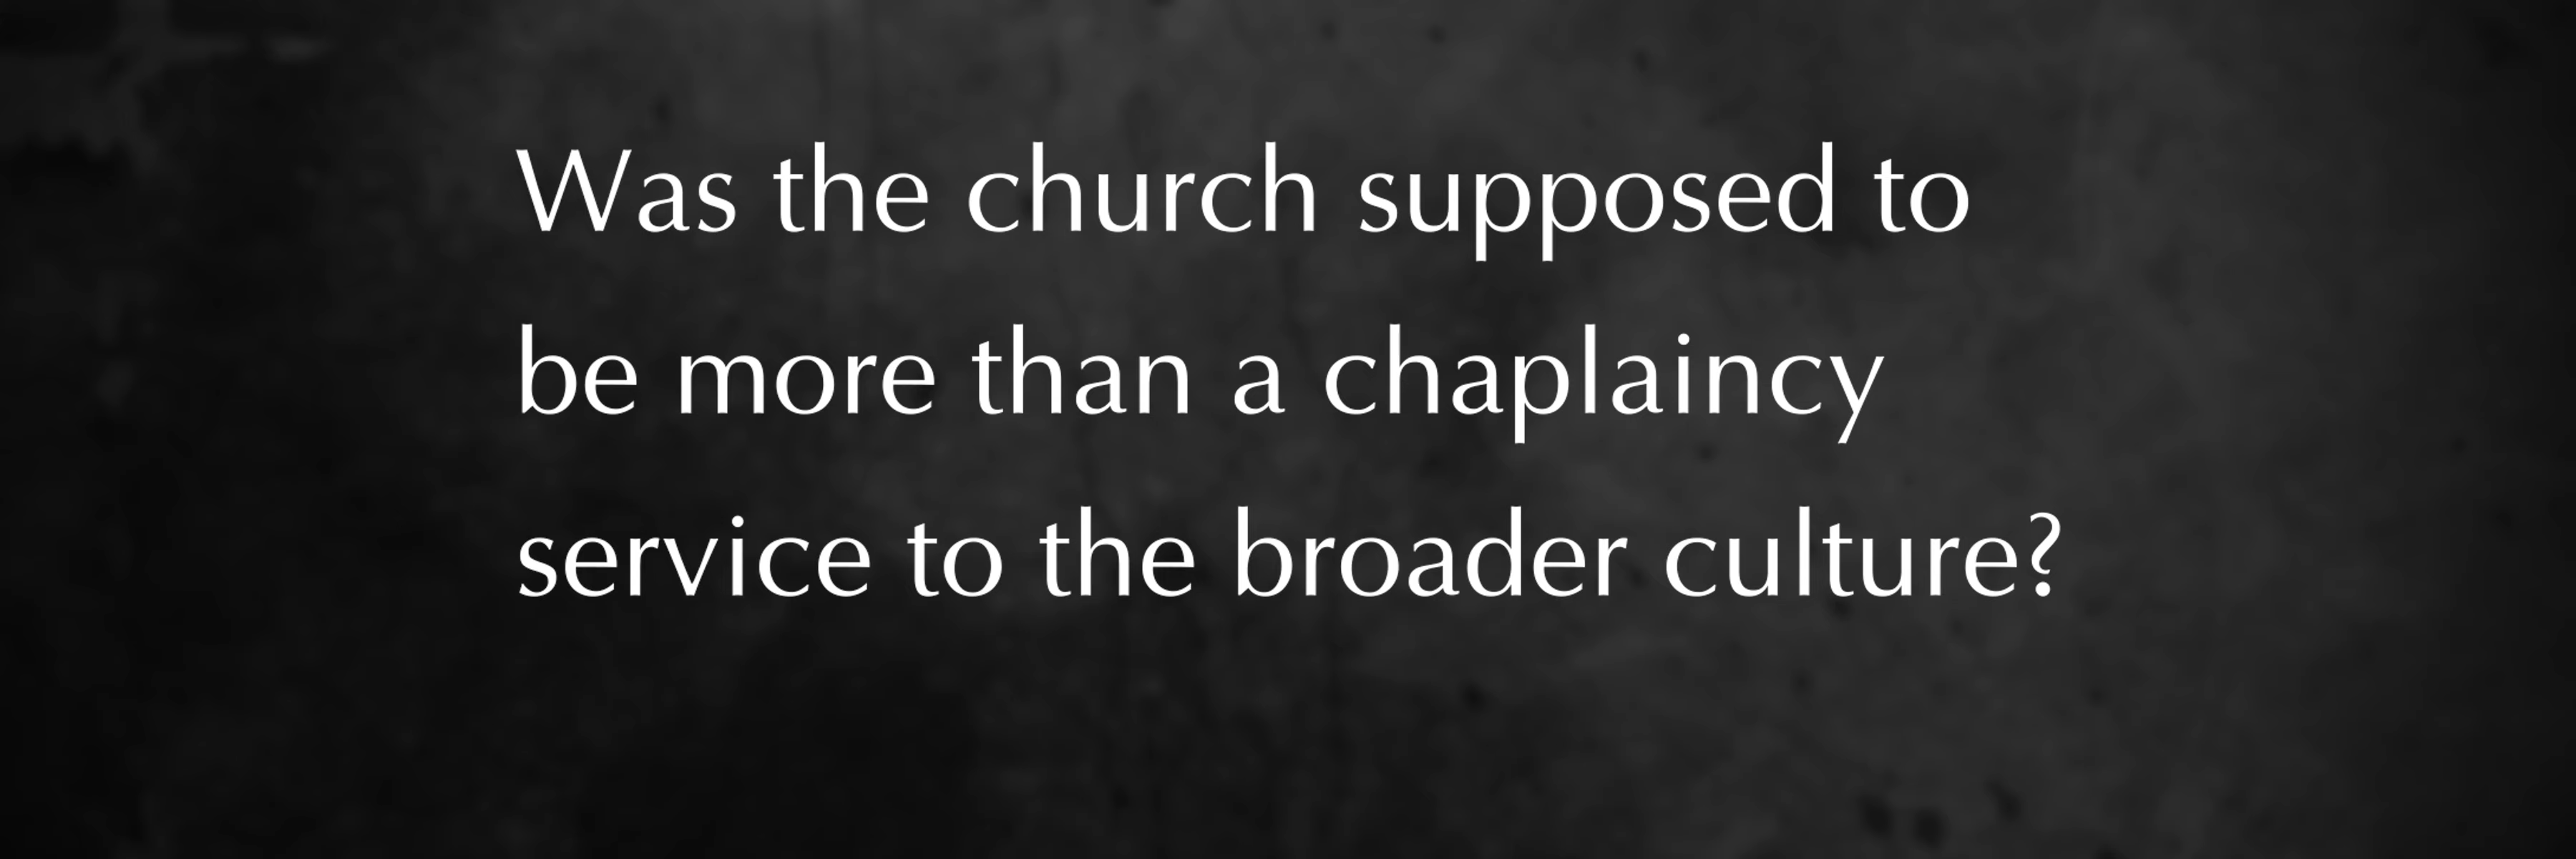 Was the church supposed to
be more than a chaplaincy
service to the broader culture?